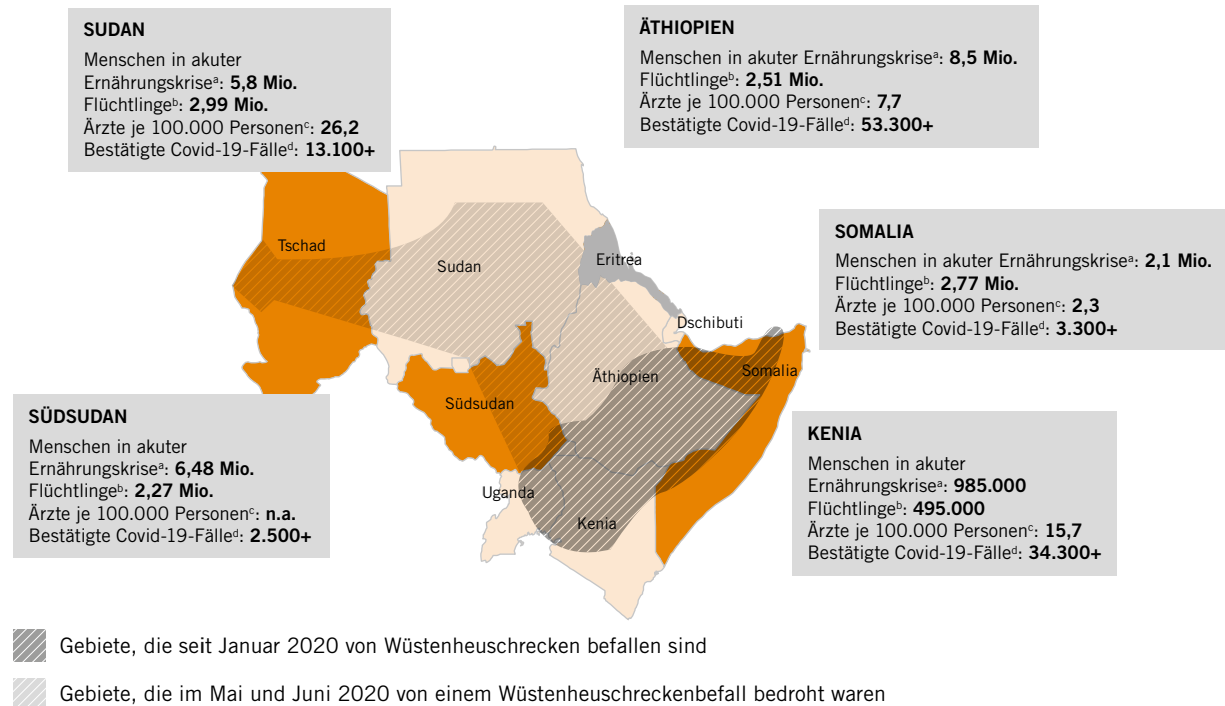 SUDAN
Menschen in akuter
Ernährungskriseᵃ: 5,8 Mio.
Flüchtlingeᵇ: 2,99 Mio.
Ärzte je 100.000 Personenᶜ: 26,2
Bestätigte Covid-19-Fälleᵈ: 13.100+
ÄTHIOPIEN
Menschen in akuter Ernährungskriseᵃ: 8,5 Mio.
Flüchtlingeᵇ: 2,51 Mio.
Ärzte je 100.000 Personenᶜ: 7,7
Bestätigte Covid-19-Fälleᵈ: 53.300+
SOMALIA
Menschen in akuter Ernährungskriseᵃ: 2,1 Mio.
Flüchtlingeᵇ: 2,77 Mio.
Ärzte je 100.000 Personenᶜ: 2,3
Bestätigte Covid-19-Fälleᵈ: 3.300+
Tschad
Sudan
Eritrea
Dschibuti
Äthiopien
Somalia
Südsudan
Uganda
Kenia
SÜDSUDAN
Menschen in akuter
Ernährungskriseᵃ: 6,48 Mio.
Flüchtlingeᵇ: 2,27 Mio.
Ärzte je 100.000 Personenᶜ: n.a.
Bestätigte Covid-19-Fälleᵈ: 2.500+
KENIA
Menschen in akuter
Ernährungskriseᵃ: 985.000
Flüchtlingeᵇ: 495.000
Ärzte je 100.000 Personenᶜ: 15,7
Bestätigte Covid-19-Fälleᵈ: 34.300+
Gebiete, die seit Januar 2020 von Wüstenheuschrecken befallen sind
Gebiete, die im Mai und Juni 2020 von einem Wüstenheuschreckenbefall bedroht waren